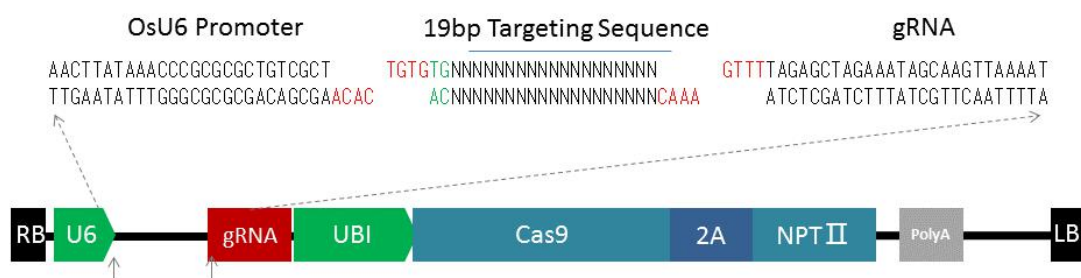 OsU6 Promoter 19bp Targeting Sequence gRNA
AACTTATAAACCCGCGCGCTGTCGCT TGTGTGNNNNNNNNNNNNNNNNNNN GTTTTAGAGCTAGAAATAGCAAGTTAAAAT
TTGAATATTTGGGCGCGCGACAGCGAACAC ACNNNNNNNNNNNNNNNNNNNCAAA ATCTCGATCTTTATCGTTCAATTTTA
RB U6 gRNA UBI Cas9 2A NPTⅡ PolyA LB